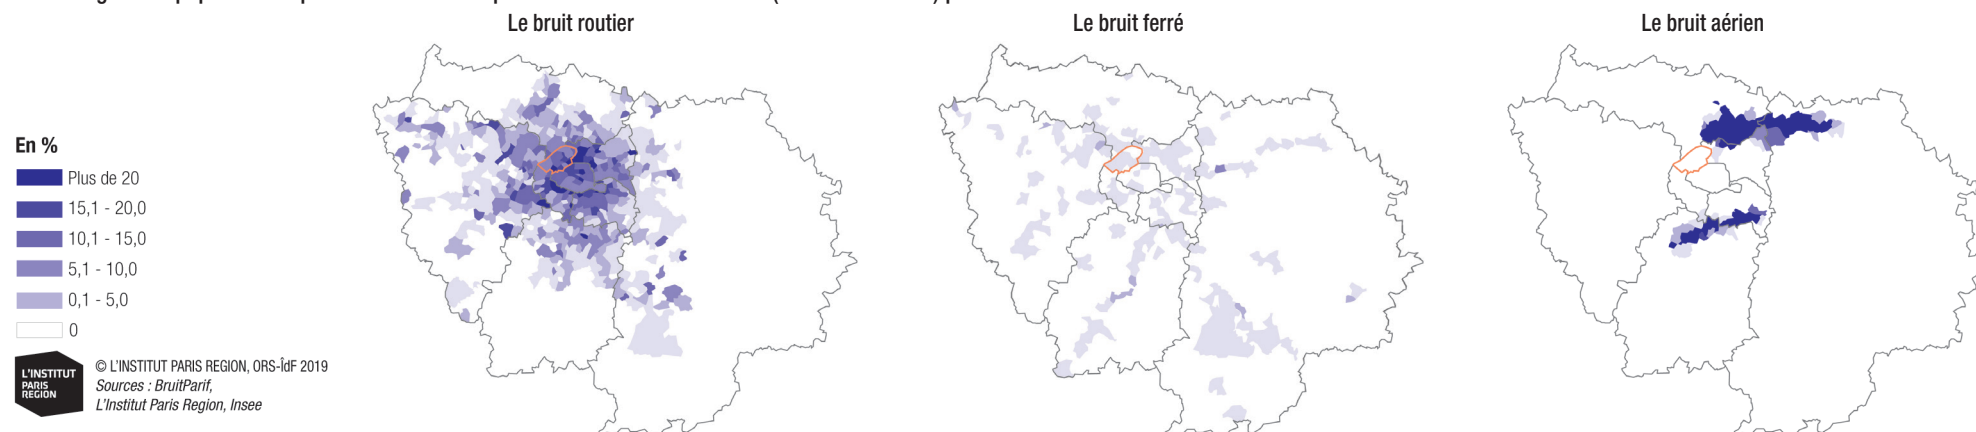 Le bruit routier
Le bruit ferré
Le bruit aérien
En %
Plus de 20
15,1 - 20,0
10,1 - 15,0
5,1 - 10,0
0,1 - 5,0
0
L'INSTITUT
PARIS
REGION
© L'INSTITUT PARIS REGION, ORS-ÎdF 2019
Sources : BruitParif,
L'Institut Paris Region, Insee